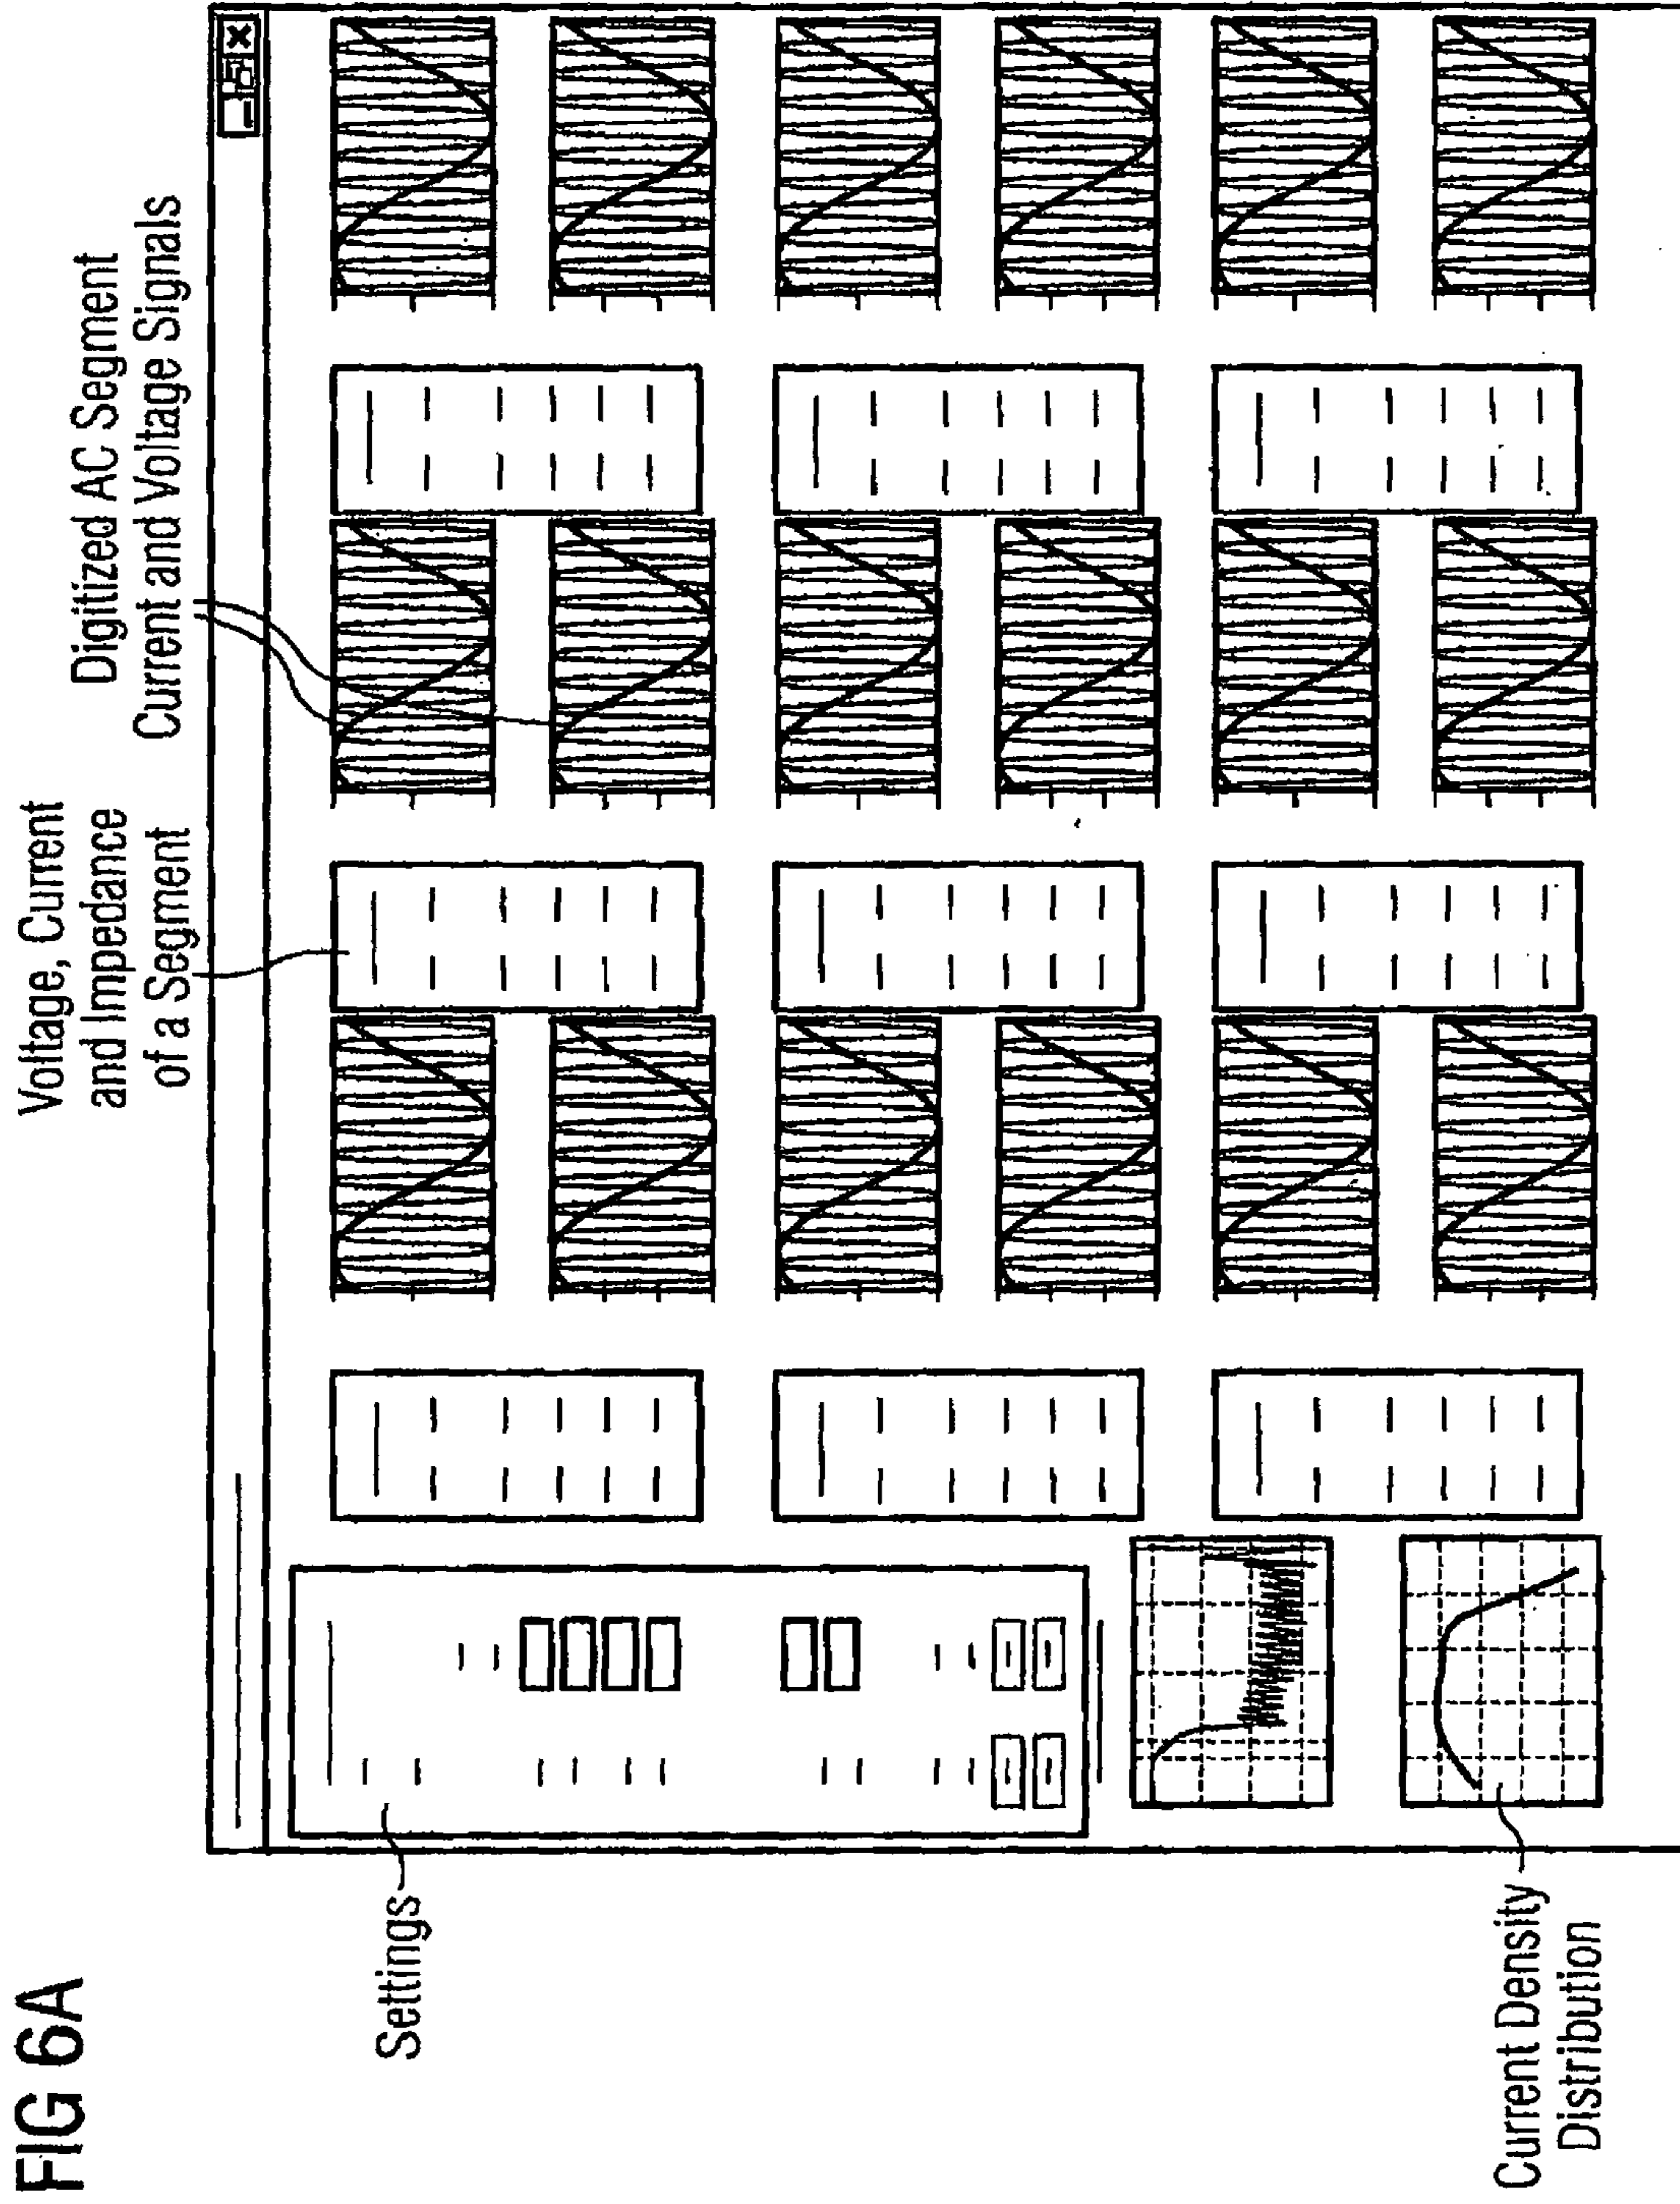 FIG 6A
Voltage, Current
and Impedance
of a Segment
Digitized AC Segment
Current and Voltage Signals
Settings
Current Density
Distribution